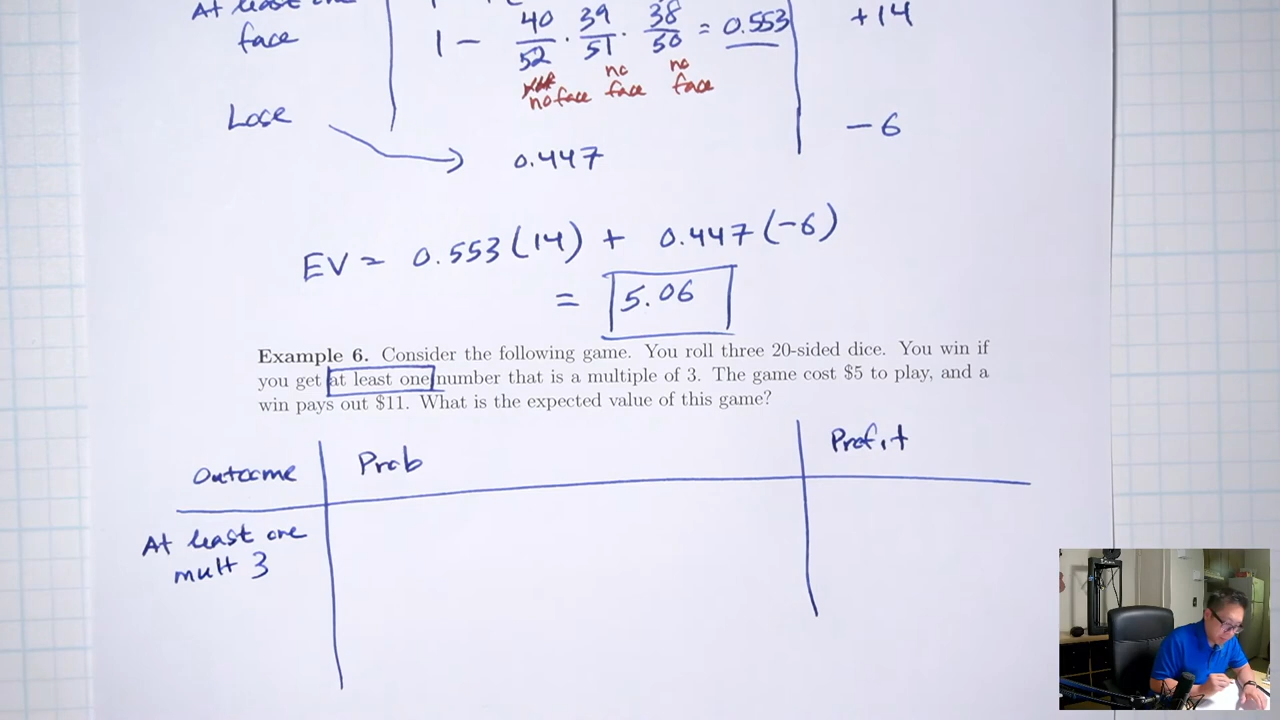 At least one
face
1 - 40/52 · 39/51 · 38/50 = 0.553
+14
no face
no face
no face
Lose
-6
0.447
EV = 0.553(14) + 0.447(-6)
= 5.06
Example 6. Consider the following game. You roll three 20-sided dice. You win if
you get at least one number that is a multiple of 3. The game cost $5 to play, and a
win pays out $11. What is the expected value of this game?
Outcome Prob Profit
At least one
mult 3